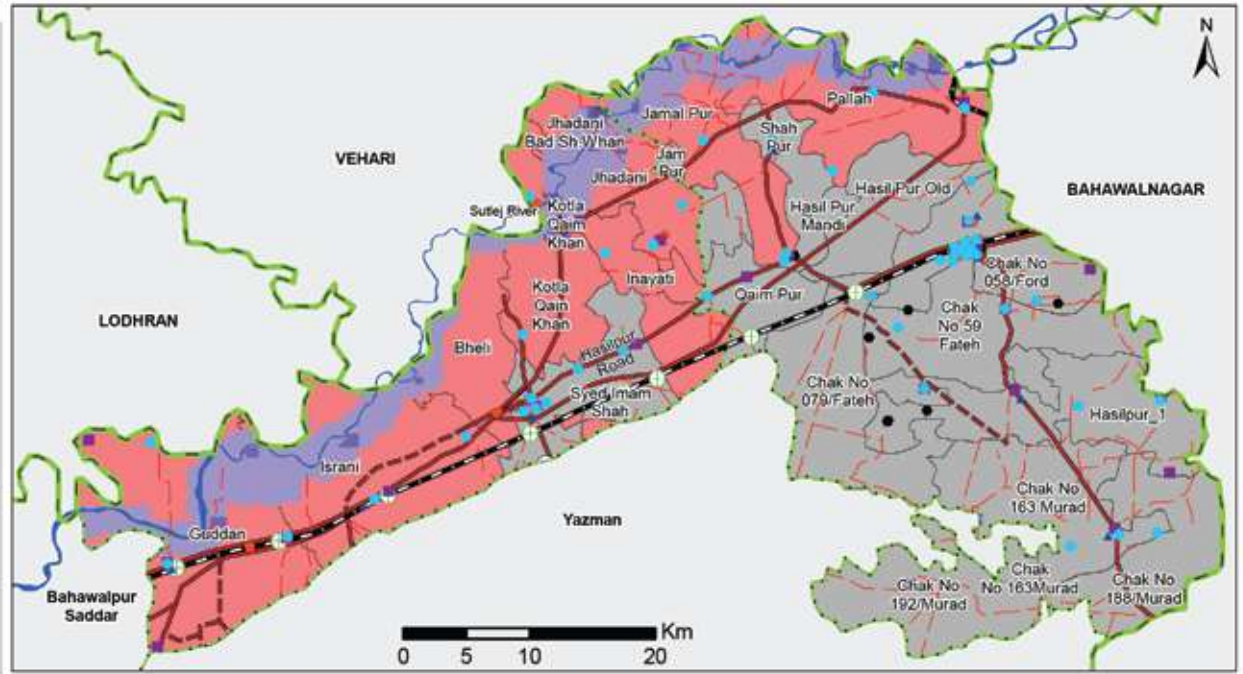 N
Pallah
Jamal Pur
Jhadani
Bad Sh-Whan
Shah
Pur
VEHARI
Jam
Pur
Jhadani
Hasil Pur Old
BAHAWALNAGAR
Sutlej River
Kotla
Qaim
Khan
Hasil Pur
Mandi
Inayati
Chak No
058/Ford
Qaim Pur
Kotla
Qain
Khan
LODHRAN
Chak
No 59
Fateh
Bheli
Hasilpur
Road
Syed Imam
Shah
Chak No
079/Fateh
Hasilpur_1
Israni
Chak No
163 Murad
Yazman
Guddan
Bahawalpur
Saddar
Chak
No 163Murad
Chak No
192/Murad
Chak No
188/Murad
Km
0 5 10 20